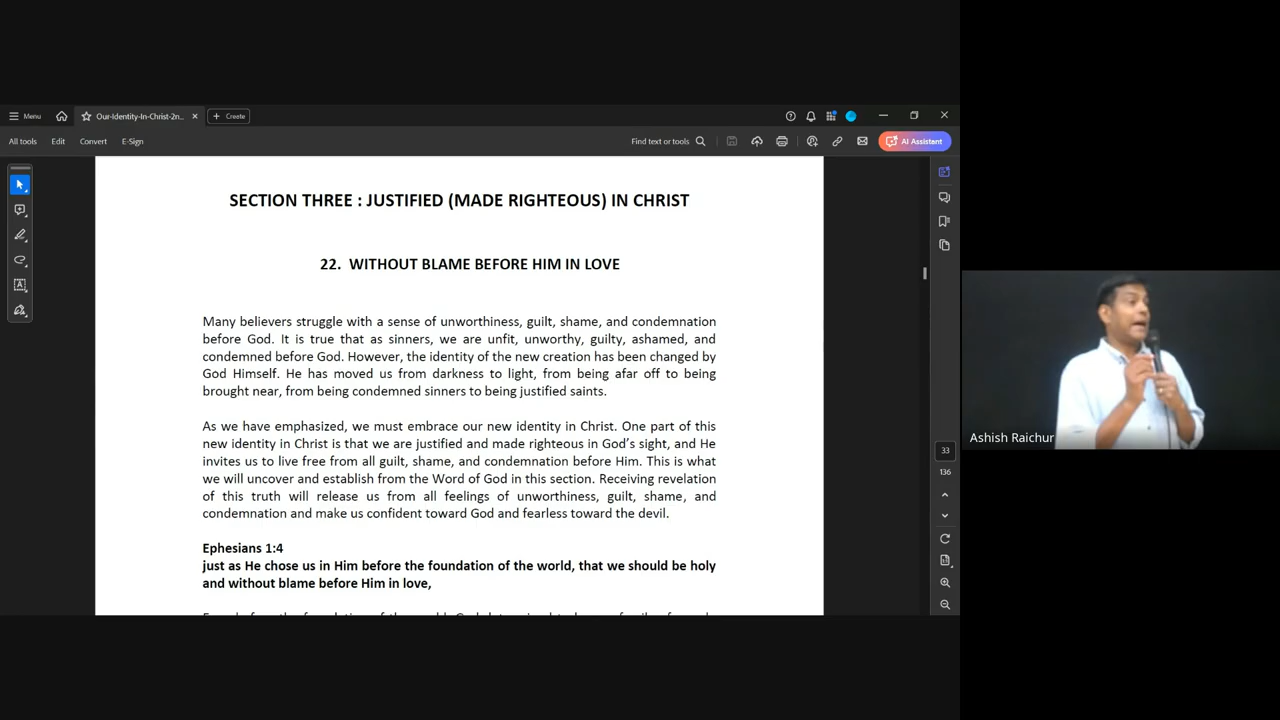 Menu
Our-Identity-In-Christ-2n...
Create
All tools
Edit
Convert
E-Sign
Find text or tools
AI Assistant
SECTION THREE : JUSTIFIED (MADE RIGHTEOUS) IN CHRIST
22. WITHOUT BLAME BEFORE HIM IN LOVE
Many believers struggle with a sense of unworthiness, guilt, shame, and condemnation
before God. It is true that as sinners, we are unfit, unworthy, guilty, ashamed, and
condemned before God. However, the identity of the new creation has been changed by
God Himself. He has moved us from darkness to light, from being afar off to being
brought near, from being condemned sinners to being justified saints.
As we have emphasized, we must embrace our new identity in Christ. One part of this
new identity in Christ is that we are justified and made righteous in God's sight, and He
invites us to live free from all guilt, shame, and condemnation before Him. This is what
we will uncover and establish from the Word of God in this section. Receiving revelation
of this truth will release us from all feelings of unworthiness, guilt, shame, and
condemnation and make us confident toward God and fearless toward the devil.
Ephesians 1:4
just as He chose us in Him before the foundation of the world, that we should be holy
and without blame before Him in love,
33
136
Ashish Raichur